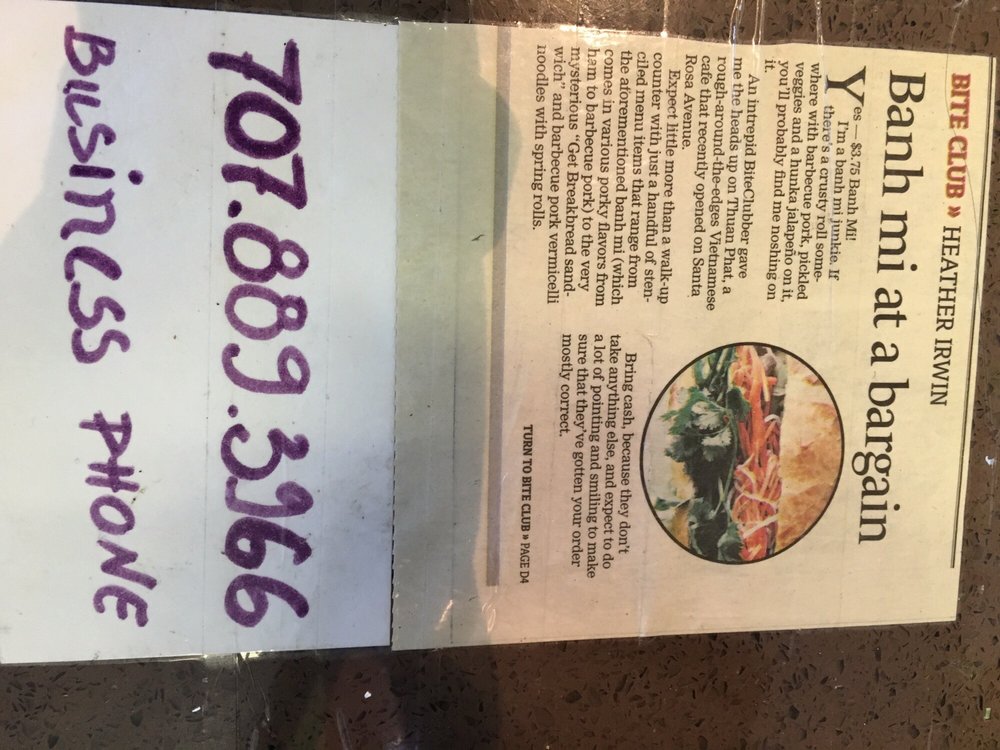 BITE CLUB » HEATHER IRWIN
Banh mi at a bargain
Yes — $3.75 Banh Mi!
I'm a banh mi junkie. If
there's a crusty roll some-
where with barbecue pork, pickled
veggies and a hunka jalapeño on it,
you'll probably find me noshing on
it.
An intrepid BiteClubber gave
me the heads up on Thuan Phat, a
rough-around-the-edges Vietnamese
cafe that recently opened on Santa
Rosa Avenue.
Expect little more than a walk-up
counter with just a handful of sten-
ciled menu items that range from
the aforementioned banh mi (which
comes in various porky flavors from
ham to barbecue pork) to the very
mysterious “Get Breakbread sand-
wich” and barbecue pork vermicelli
noodles with spring rolls.
Bring cash, because they don't
take anything else, and expect to do
a lot of pointing and smiling to make
sure that they've gotten your order
mostly correct.
TURN TO BITE CLUB » PAGE D4
707.889.3966
BUSiNESS PHONE